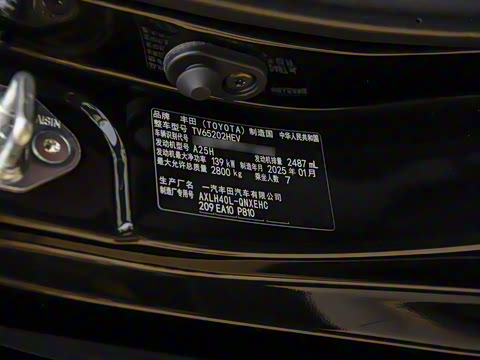 AISIN
品牌 丰田（TOYOTA）制造国 中华人民共和国
整车型号 TV65202HEV
车辆识别代号
发动机型号 A25H 发动机排量 2487 mL
发动机最大净功率 139 kW 制造年月 2025年01月
最大允许总质量 2800 kg 乘坐人数 7
生产厂名 一汽丰田汽车有限公司
制造厂专用号 AXLH40L-QNXEHC
209 EA10 P810